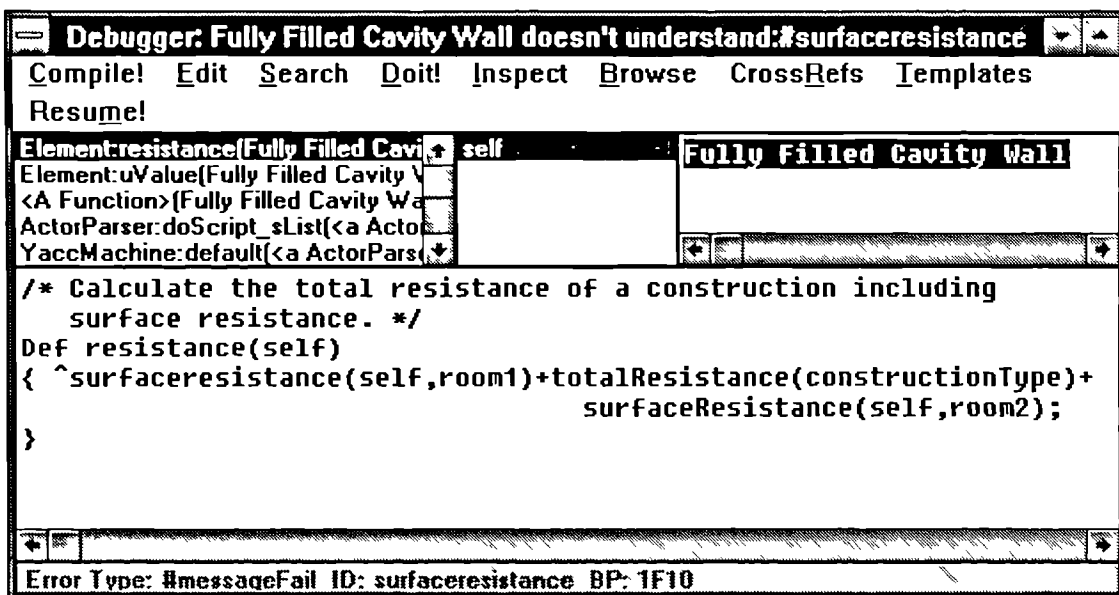 Debugger: Fully Filled Cavity Wall doesn't understand:#surfaceresistance
Compile! Edit Search Doit! Inspect Browse CrossRefs Templates
Resume!
Element:resistance(Fully Filled Cavi
Element:uValue(Fully Filled Cavity W
<A Function>(Fully Filled Cavity Wa
ActorParser:doScript_sList(<a Actor
YaccMachine:default(<a ActorParse
self
Fully Filled Cavity Wall
/* Calculate the total resistance of a construction including
surface resistance. */
Def resistance(self)
{ ^surfaceresistance(self,room1)+totalResistance(constructionType)+
surfaceResistance(self,room2);
}
Error Type: #messageFail ID: surfaceresistance BP: 1F10